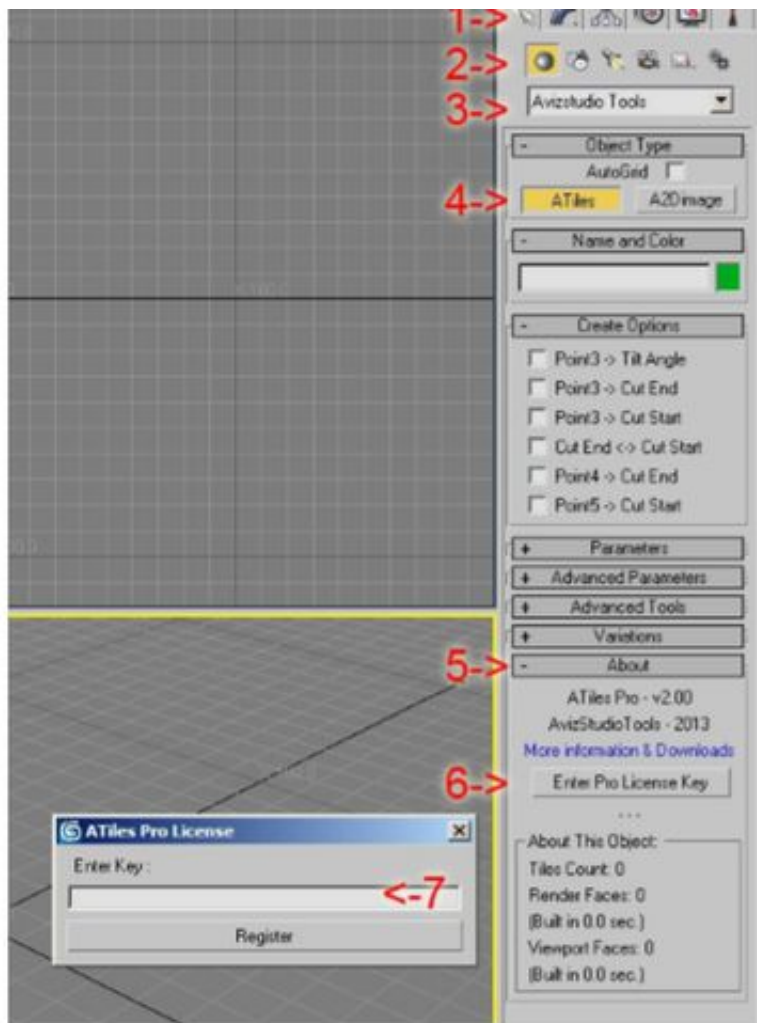 1->
2->
3->
Avizstudio Tools
- Object Type
AutoGrid
4->
ATiles
A2Dimage
- Name and Color
- Create Options
Point3 -> Tilt Angle
Point3 -> Cut End
Point3 -> Cut Start
Cut End <-> Cut Start
Point4 -> Cut End
Point5 -> Cut Start
+ Parameters
+ Advanced Parameters
+ Advanced Tools
+ Variations
5->
- About
ATiles Pro - v2.00
AvizStudioTools - 2013
More information & Downloads
6->
Enter Pro License Key
...
About This Object:
Tiles Count: 0
Render Faces: 0
(Built in 0.0 sec.)
Viewport Faces: 0
(Built in 0.0 sec.)
ATiles Pro License
Enter Key :
<-7
Register